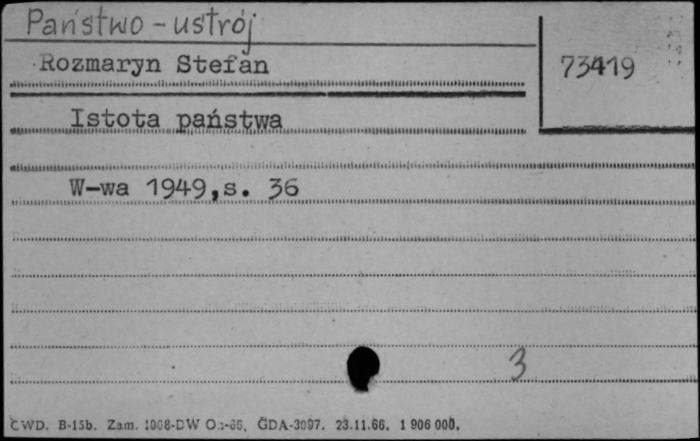 Państwo - ustrój
Rozmaryn Stefan
73419
Istota państwa
W-wa 1949,s. 36
3
CWD. B-15b. Zam. GDA-3097. 23.11.66. 1 906 000.